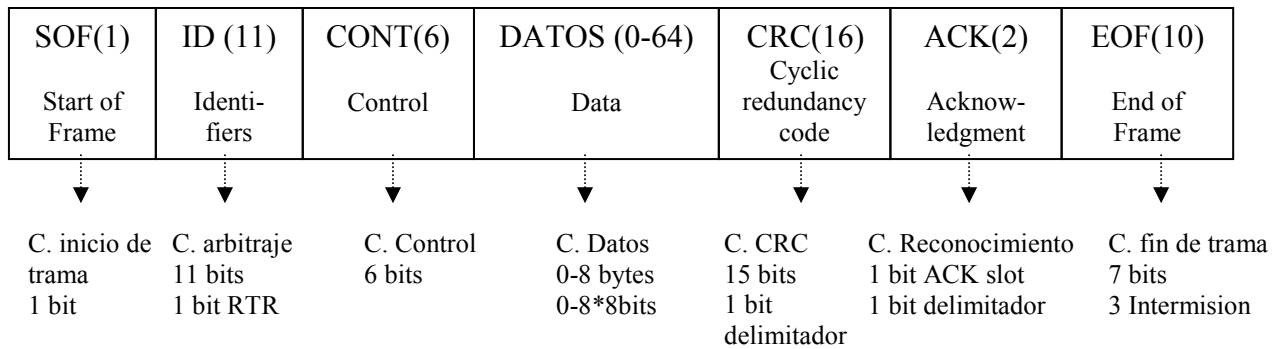 SOF(1)
Start of
Frame
ID (11)
Identi-
fiers
CONT(6)
Control
DATOS (0-64)
Data
CRC(16)
Cyclic
redundancy
code
ACK(2)
Acknow-
ledgment
EOF(10)
End of
Frame
C. inicio de
trama
1 bit
C. arbitraje
11 bits
1 bit RTR
C. Control
6 bits
C. Datos
0-8 bytes
0-8*8bits
C. CRC
15 bits
1 bit
delimitador
C. Reconocimiento
1 bit ACK slot
1 bit delimitador
C. fin de trama
7 bits
3 Intermision